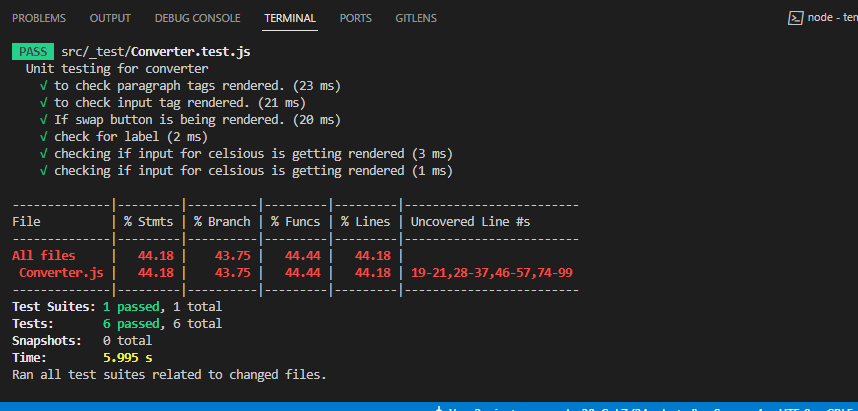 PROBLEMS OUTPUT DEBUG CONSOLE TERMINAL PORTS GITLENS node - 
PASS src/_test/Converter.test.js
Unit testing for converter
√ to check paragraph tags rendered. (23 ms)
√ to check input tag rendered. (21 ms)
√ If swap button is being rendered. (20 ms)
√ check for label (2 ms)
√ checking if input for celsious is getting rendered (3 ms)
√ checking if input for celsious is getting rendered (1 ms)
--------------|---------|----------|---------|---------|------------------------
File | % Stmts | % Branch | % Funcs | % Lines | Uncovered Line #s
--------------|---------|----------|---------|---------|------------------------
All files | 44.18 | 43.75 | 44.44 | 44.18 |
Converter.js | 44.18 | 43.75 | 44.44 | 44.18 | 19-21,28-37,46-57,74-99
--------------|---------|----------|---------|---------|------------------------
Test Suites: 1 passed, 1 total
Tests: 6 passed, 6 total
Snapshots: 0 total
Time: 5.995 s
Ran all test suites related to changed files.